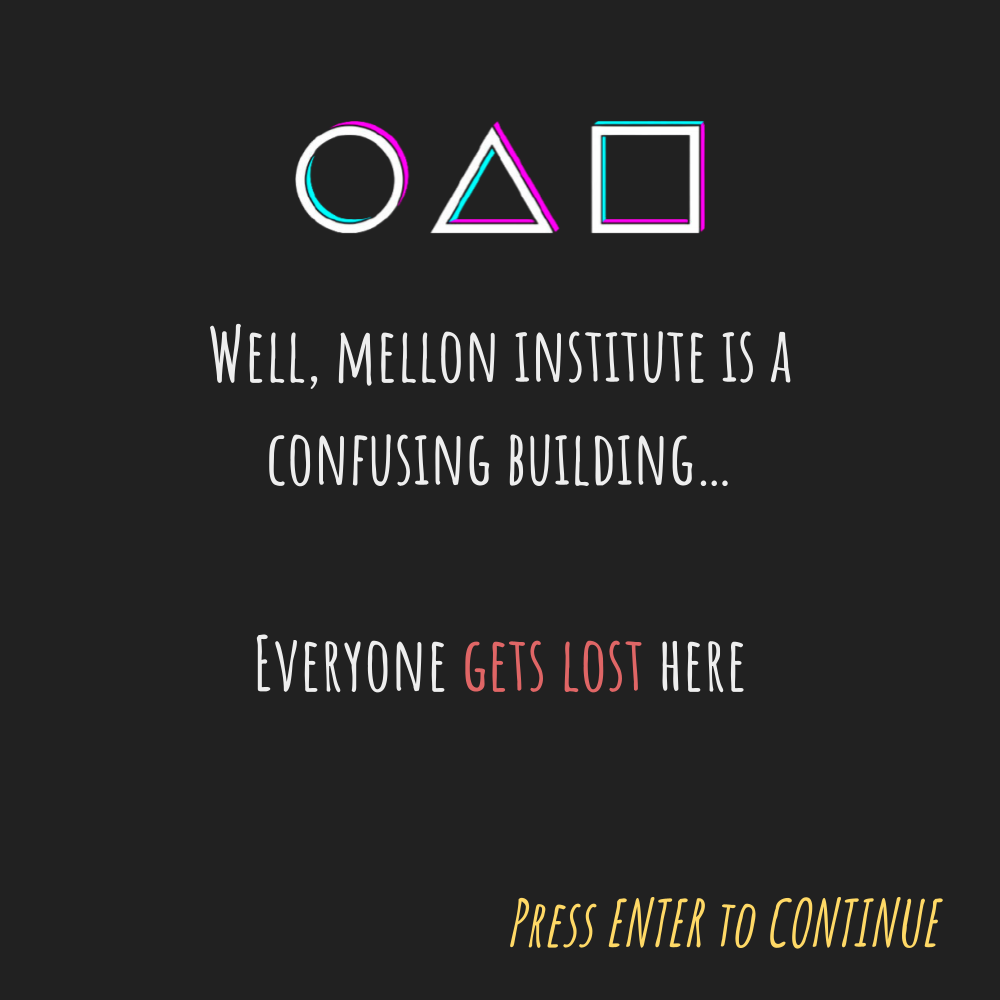 Well, mellon institute is a
confusing building...
Everyone gets lost here
Press ENTER to CONTINUE